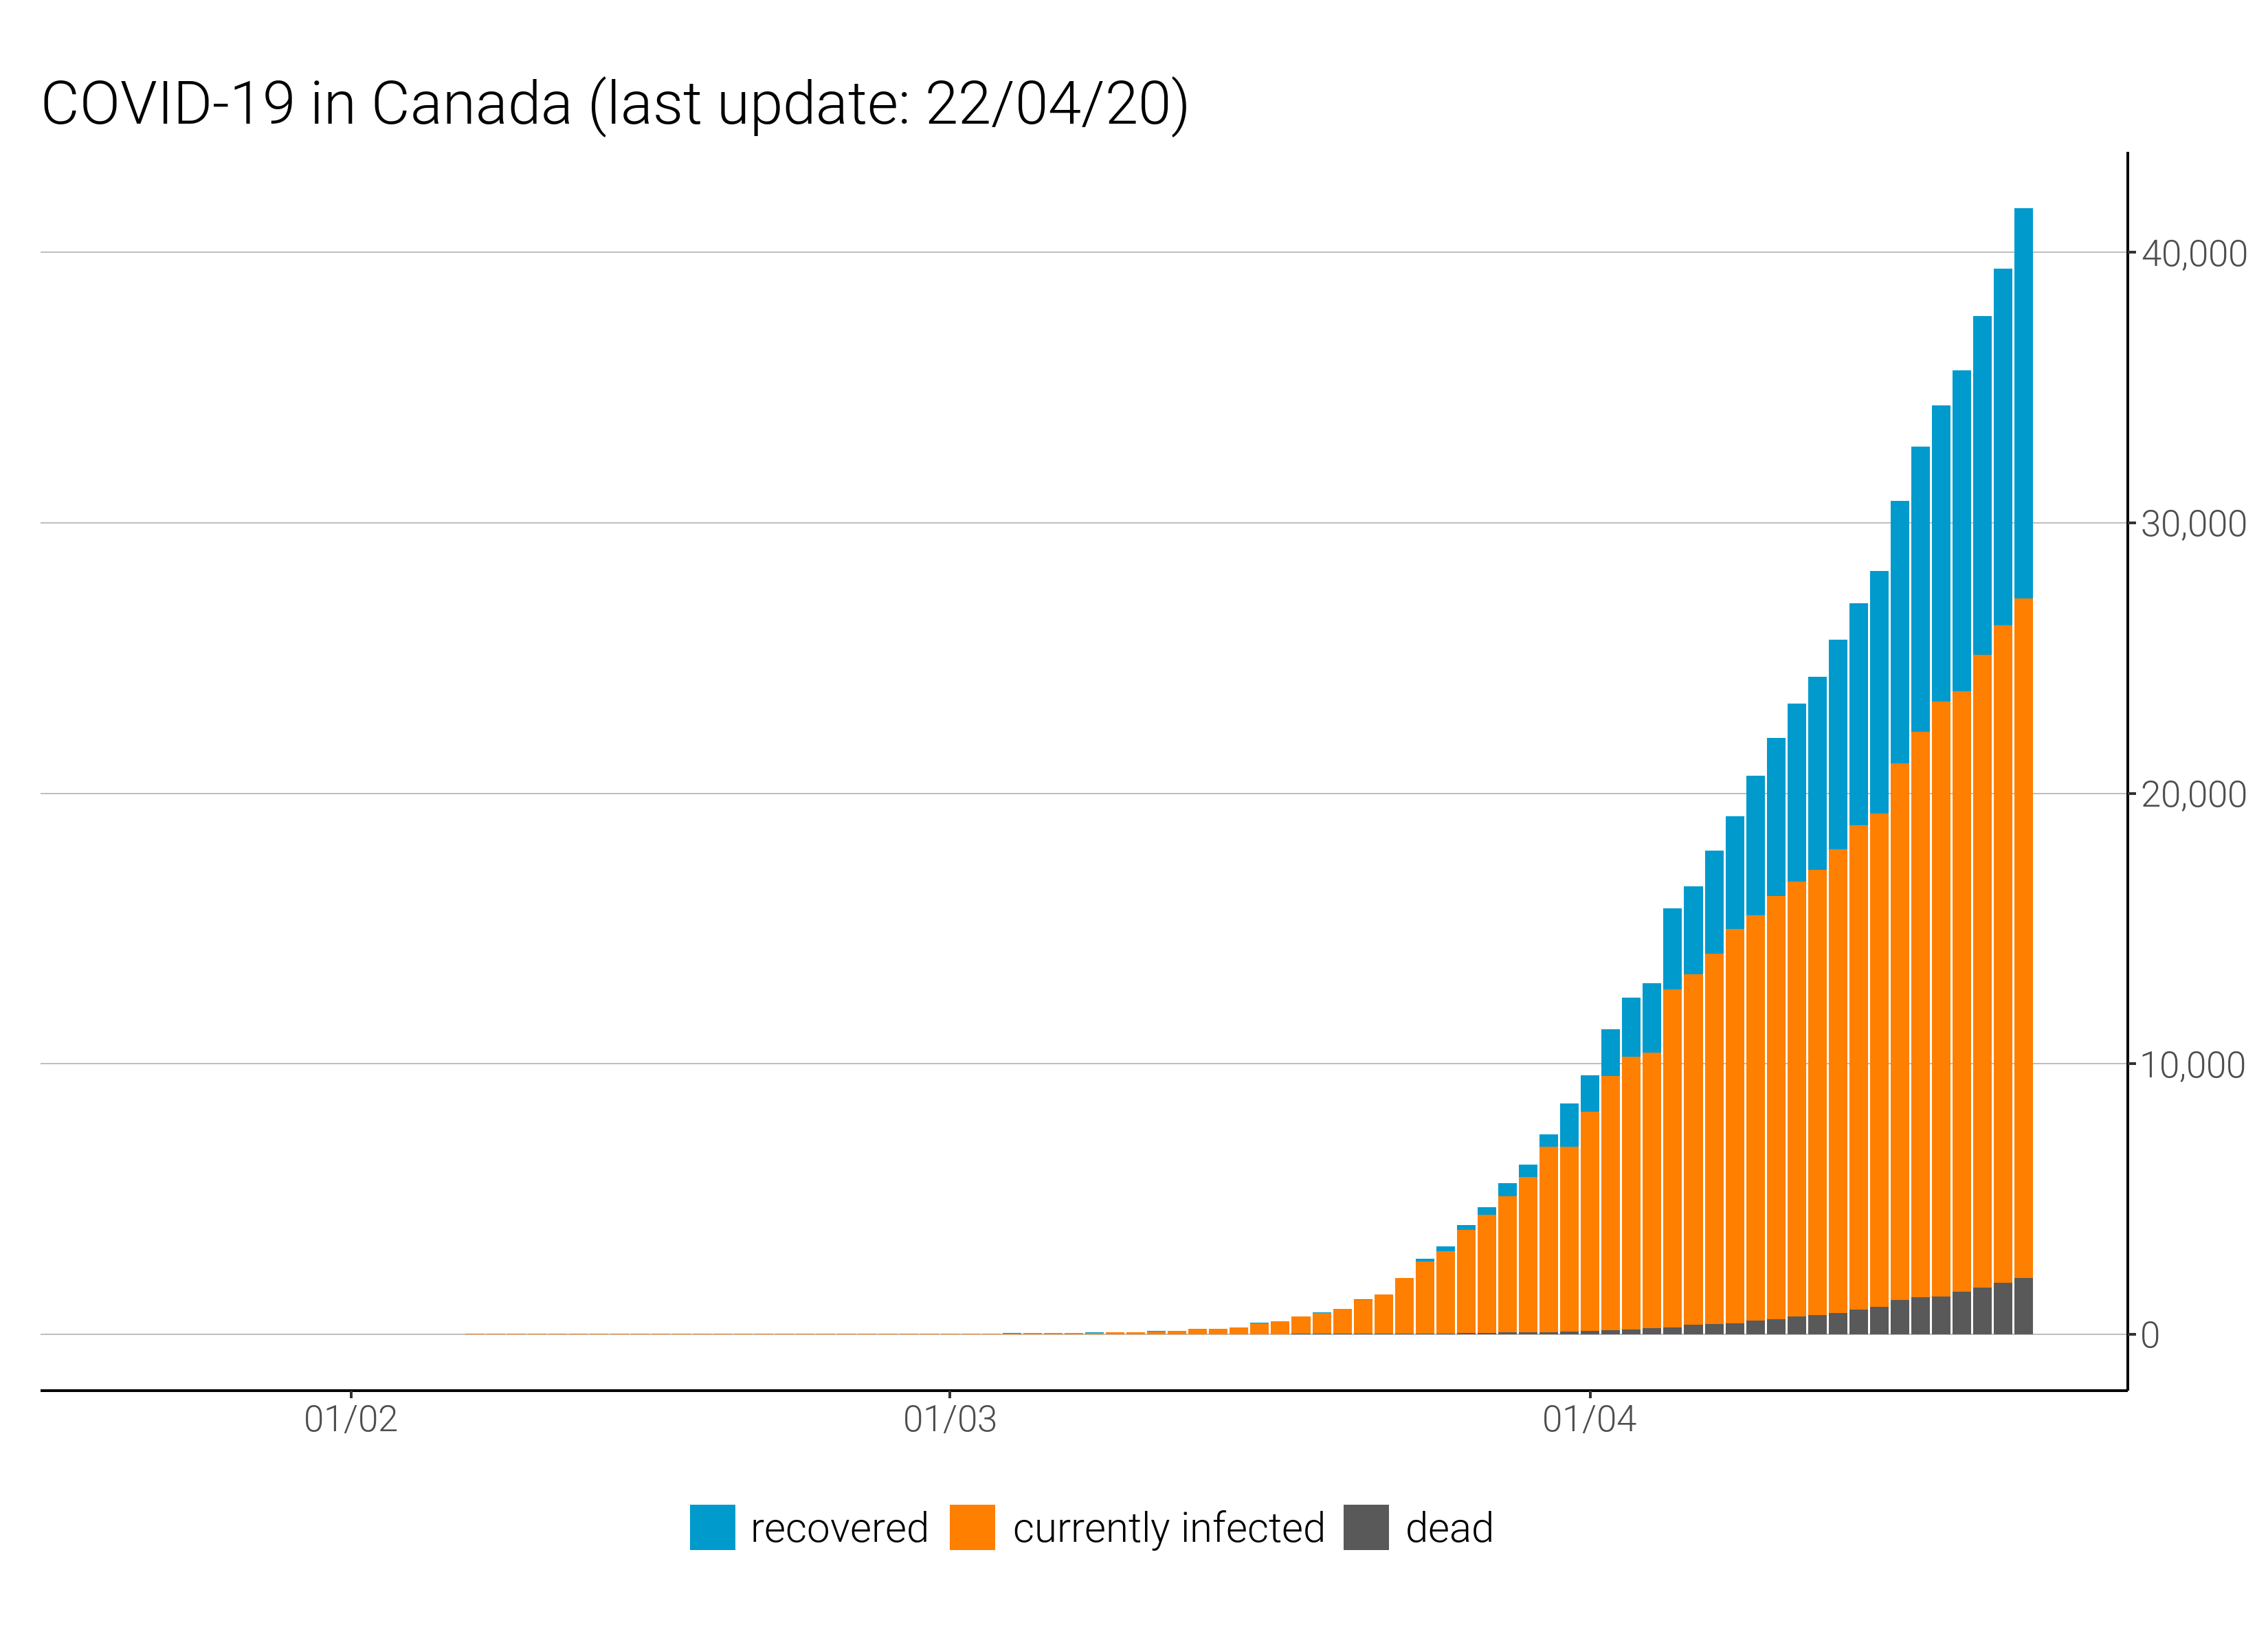 COVID-19 in Canada (last update: 22/04/20)
40,000
30,000
20,000
10,000
0
01/02 01/03 01/04
recovered currently infected dead